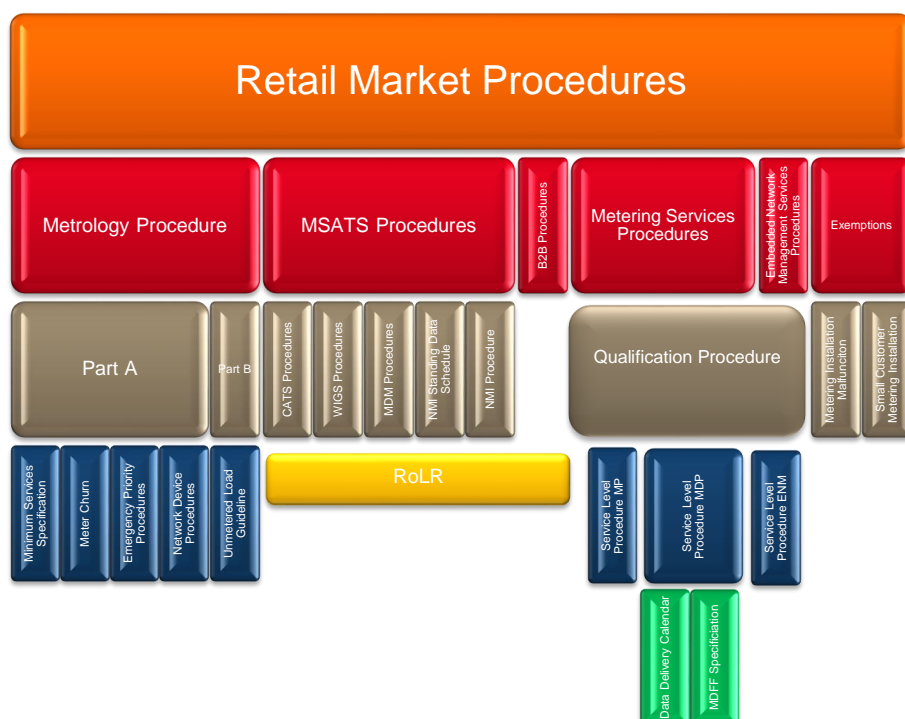 Retail Market Procedures
Metrology Procedure
MSATS Procedures
B2B Procedures
Metering Services
Procedures
Embedded Network
Management Services
Procedures
Exemptions
Part A
Part B
CATS Procedures
WIGS Procedures
MDM Procedures
NMI Standing Data
Schedule
NMI Procedure
Qualification Procedure
Metering Installation
Malfunciton
Small Customer
Metering Installation
Minimum Services
Specification
Meter Churn
Emergency Priority
Procedures
Network Device
Procedures
Unmetered Load
Guideline
RoLR
Service Level
Procedure MP
Service Level
Procedure MDP
Service Level
Procedure ENM
Data Delivery Calendar
MDFF Specificiation